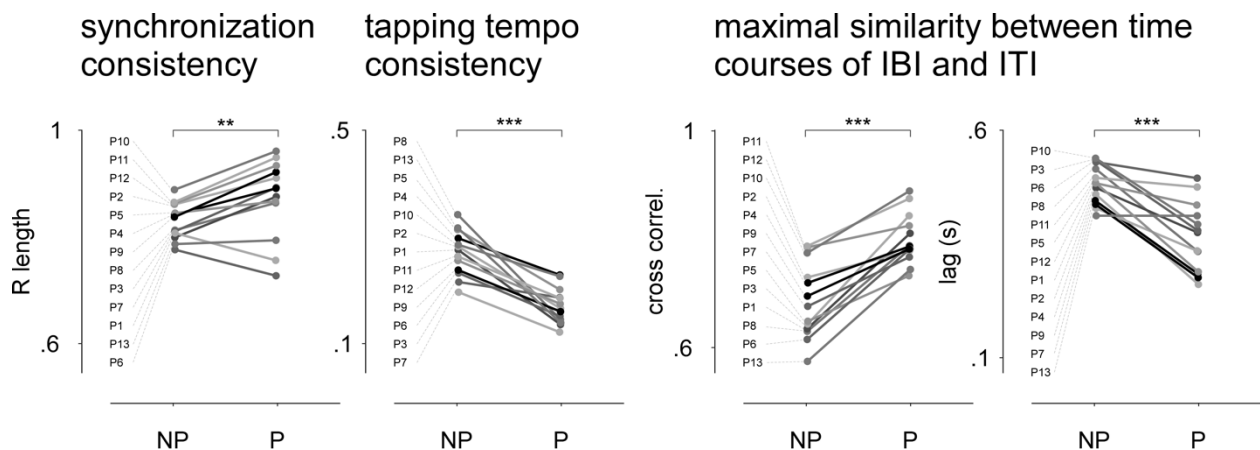 synchronization
consistency
tapping tempo
consistency
maximal similarity between time
courses of IBI and ITI
R length
1
.6
P10
P11
P12
P2
P5
P4
P9
P8
P3
P7
P1
P13
P6
**
NP P
.5
.1
P8
P13
P5
P4
P10
P2
P1
P11
P12
P9
P6
P3
P7
***
NP P
cross correl.
1
.6
P11
P12
P10
P2
P4
P9
P7
P5
P3
P1
P8
P6
P13
***
NP P
lag (s)
.6
.1
P10
P3
P6
P8
P11
P5
P12
P1
P2
P4
P9
P7
P13
***
NP P